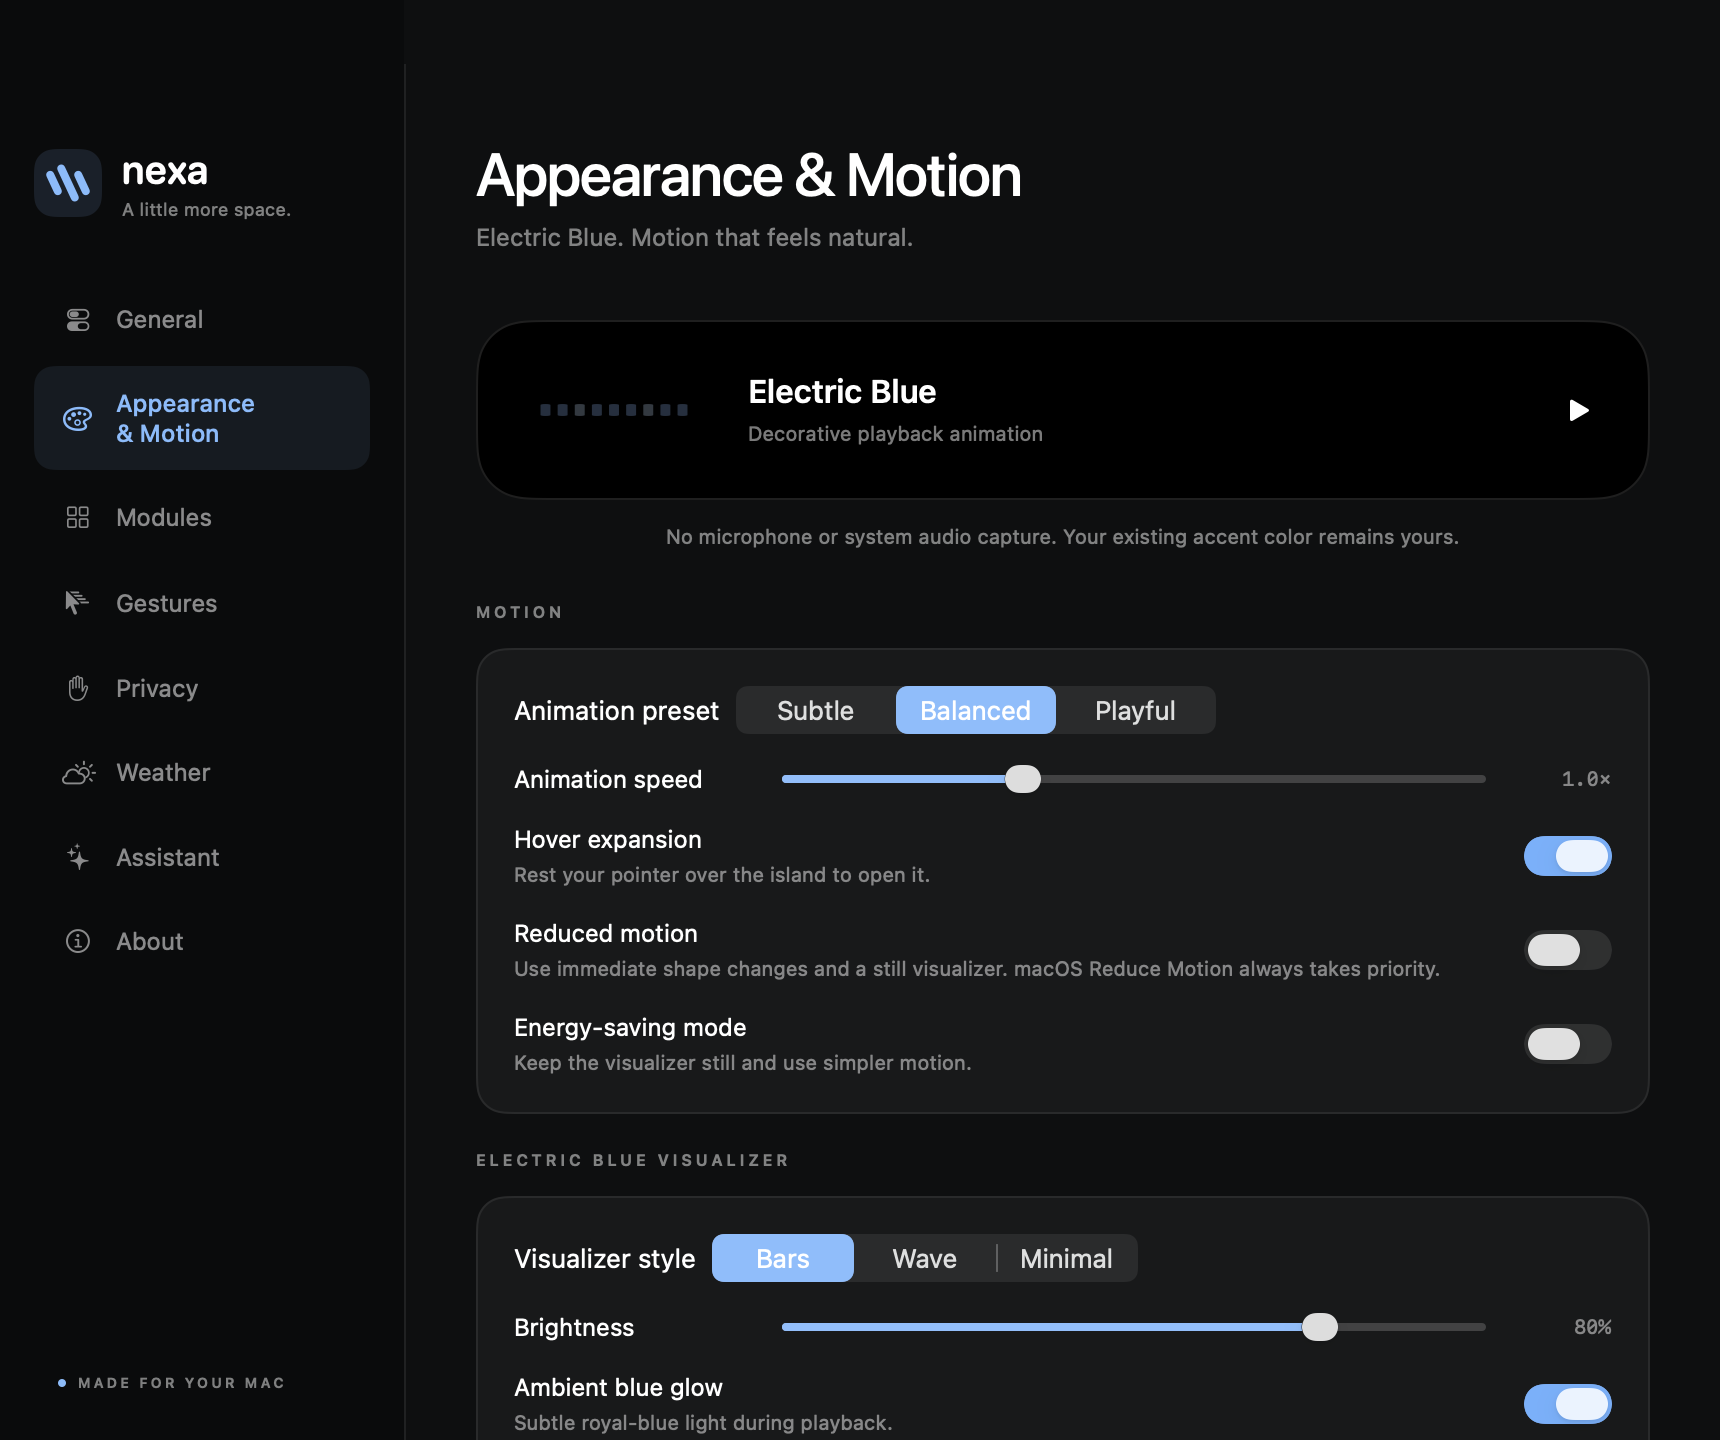 nexa
A little more space.
General
Appearance
& Motion
Modules
Gestures
Privacy
Weather
Assistant
About
MADE FOR YOUR MAC
Appearance & Motion
Electric Blue. Motion that feels natural.
Electric Blue
Decorative playback animation
No microphone or system audio capture. Your existing accent color remains yours.
MOTION
Animation preset Subtle Balanced Playful
Animation speed 1.0×
Hover expansion
Rest your pointer over the island to open it.
Reduced motion
Use immediate shape changes and a still visualizer. macOS Reduce Motion always takes priority.
Energy-saving mode
Keep the visualizer still and use simpler motion.
ELECTRIC BLUE VISUALIZER
Visualizer style Bars Wave Minimal
Brightness 80%
Ambient blue glow
Subtle royal-blue light during playback.